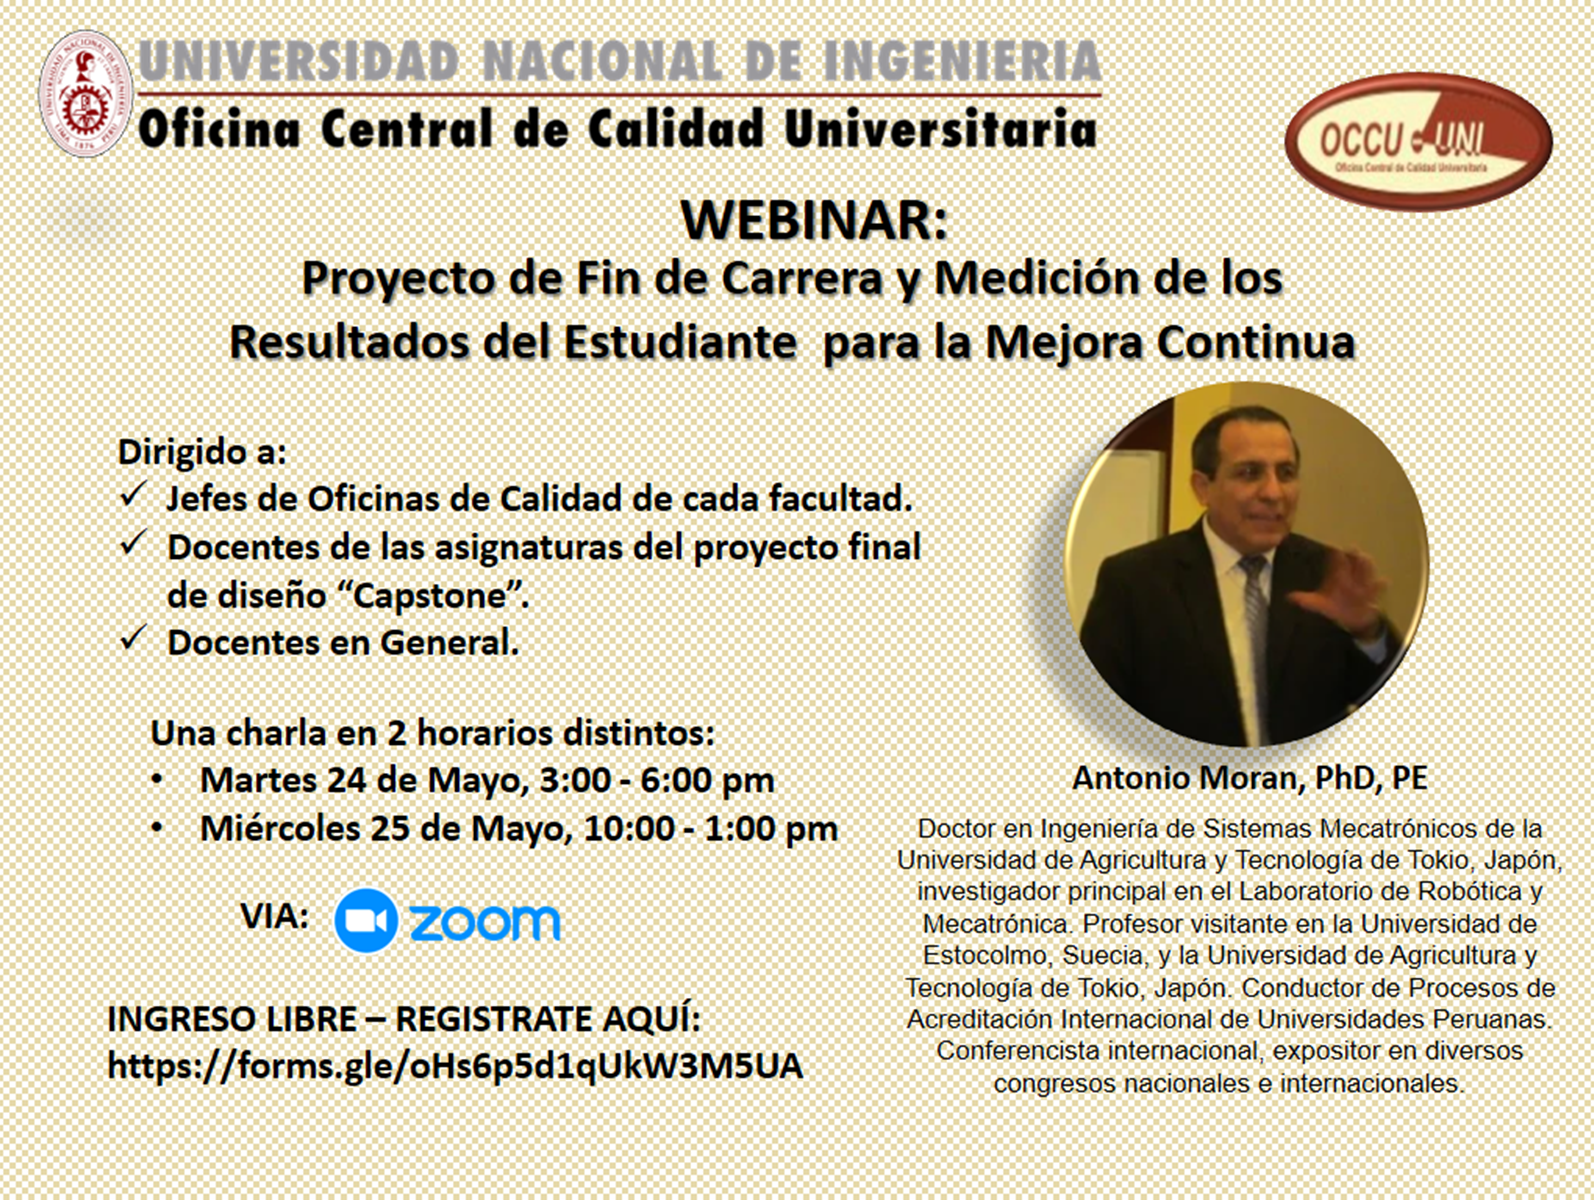 UNIVERSIDAD NACIONAL DE INGENIERIA
Oficina Central de Calidad Universitaria
UNIVERSIDAD NACIONAL DE INGENIERIA
1876
OCCU - UNI
Oficina Central de Calidad Universitaria
WEBINAR:
Proyecto de Fin de Carrera y Medición de los
Resultados del Estudiante para la Mejora Continua
Dirigido a:
✓ Jefes de Oficinas de Calidad de cada facultad.
✓ Docentes de las asignaturas del proyecto final
de diseño “Capstone”.
✓ Docentes en General.
Una charla en 2 horarios distintos:
• Martes 24 de Mayo, 3:00 - 6:00 pm
• Miércoles 25 de Mayo, 10:00 - 1:00 pm
VIA: zoom
INGRESO LIBRE – REGISTRATE AQUÍ:
https://forms.gle/oHs6p5d1qUkW3M5UA
Antonio Moran, PhD, PE
Doctor en Ingeniería de Sistemas Mecatrónicos de la
Universidad de Agricultura y Tecnología de Tokio, Japón,
investigador principal en el Laboratorio de Robótica y
Mecatrónica. Profesor visitante en la Universidad de
Estocolmo, Suecia, y la Universidad de Agricultura y
Tecnología de Tokio, Japón. Conductor de Procesos de
Acreditación Internacional de Universidades Peruanas.
Conferencista internacional, expositor en diversos
congresos nacionales e internacionales.